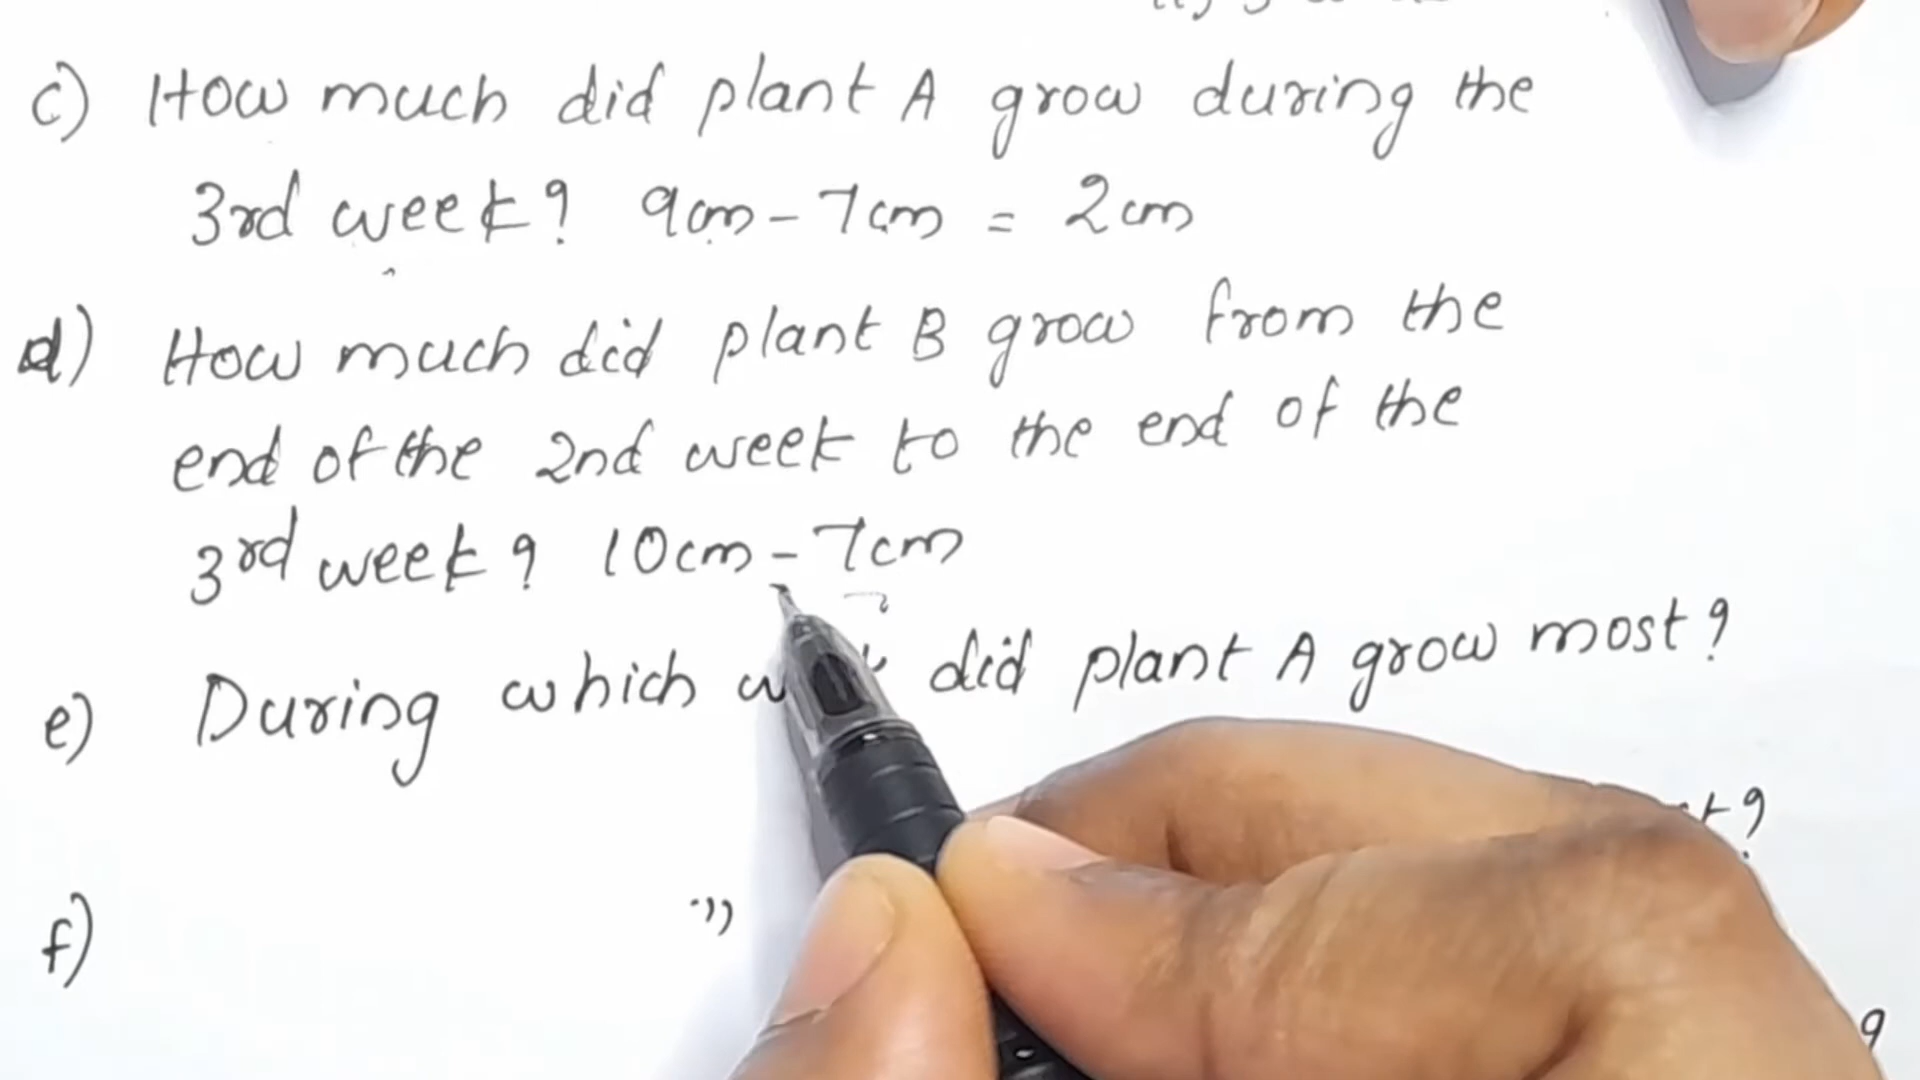 c) How much did plant A grow during the
3rd week? 9cm - 7cm = 2cm
d) How much did plant B grow from the
end of the 2nd week to the end of the
3rd week? 10cm - 7cm
e) During which did plant A grow most?
f) "